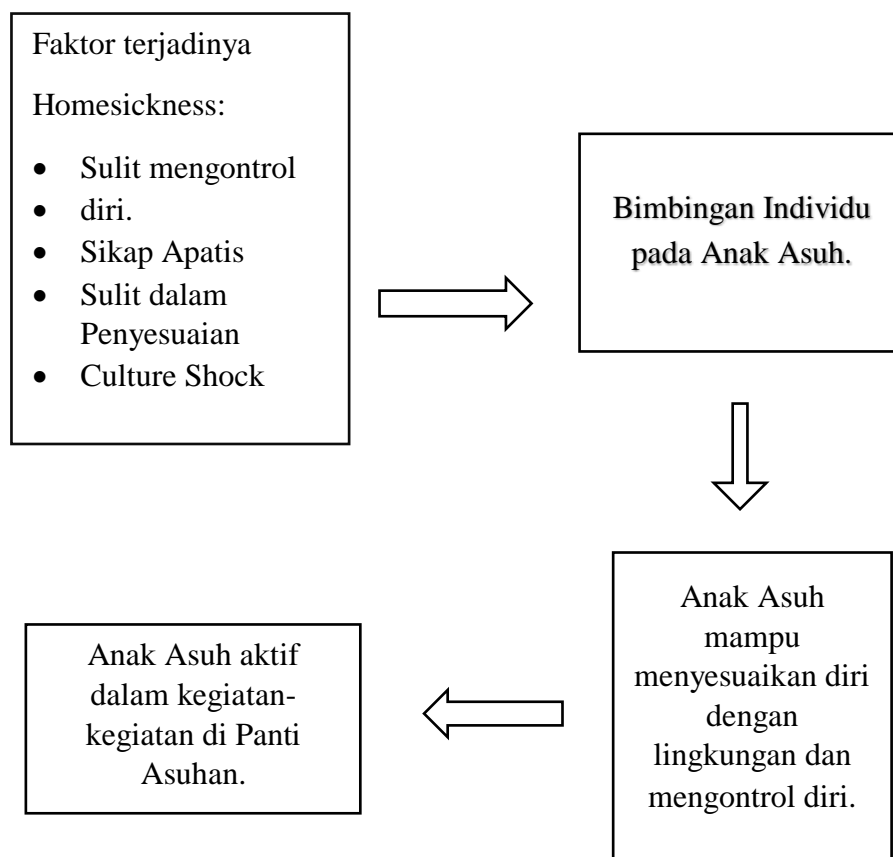 Faktor terjadinya
Homesickness:
• Sulit mengontrol
• diri.
• Sikap Apatis
• Sulit dalam
Penyesuaian
• Culture Shock
Bimbingan Individu
pada Anak Asuh.
Anak Asuh
mampu
menyesuaikan diri
dengan
lingkungan dan
mengontrol diri.
Anak Asuh aktif
dalam kegiatan-
kegiatan di Panti
Asuhan.